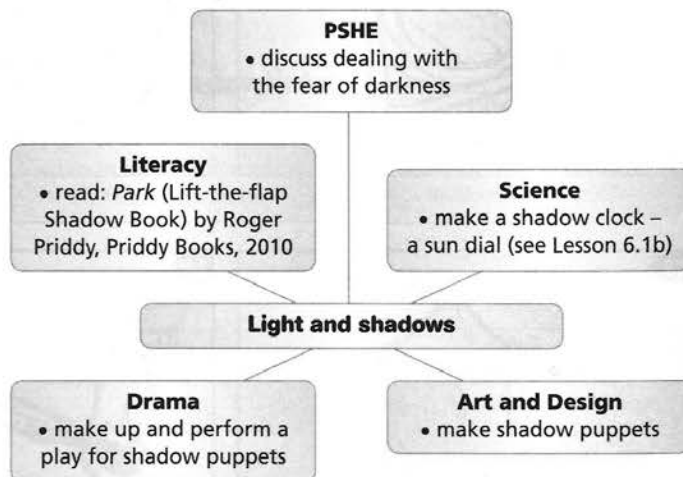 PSHE
• discuss dealing with
the fear of darkness
Literacy
• read: Park (Lift-the-flap
Shadow Book) by Roger
Priddy, Priddy Books, 2010
Science
• make a shadow clock –
a sun dial (see Lesson 6.1b)
Light and shadows
Drama
• make up and perform a
play for shadow puppets
Art and Design
• make shadow puppets